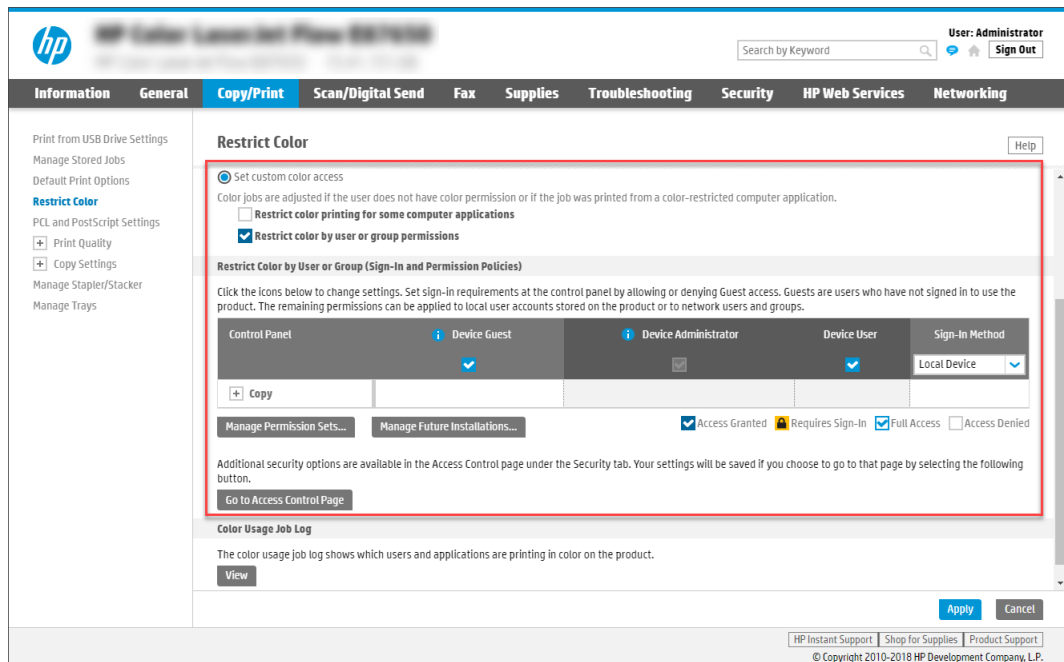 hp
User: Administrator
Search by Keyword
Sign Out
Information General Copy/Print Scan/Digital Send Fax Supplies Troubleshooting Security HP Web Services Networking
Print from USB Drive Settings
Manage Stored Jobs
Default Print Options
Restrict Color
PCL and PostScript Settings
Print Quality
Copy Settings
Manage Stapler/Stacker
Manage Trays
Restrict Color
Help
Set custom color access
Color jobs are adjusted if the user does not have color permission or if the job was printed from a color-restricted computer application.
Restrict color printing for some computer applications
Restrict color by user or group permissions
Restrict Color by User or Group (Sign-In and Permission Policies)
Click the icons below to change settings. Set sign-in requirements at the control panel by allowing or denying Guest access. Guests are users who have not signed in to use the
product. The remaining permissions can be applied to local user accounts stored on the product or to network users and groups.
Control Panel Device Guest Device Administrator Device User Sign-In Method
Local Device
Copy
Manage Permission Sets... Manage Future Installations... Access Granted Requires Sign-In Full Access Access Denied
Additional security options are available in the Access Control page under the Security tab. Your settings will be saved if you choose to go to that page by selecting the following
button.
Go to Access Control Page
Color Usage Job Log
The color usage job log shows which users and applications are printing in color on the product.
View
Apply Cancel
HP Instant Support Shop for Supplies Product Support
© Copyright 2010-2018 HP Development Company, L.P.